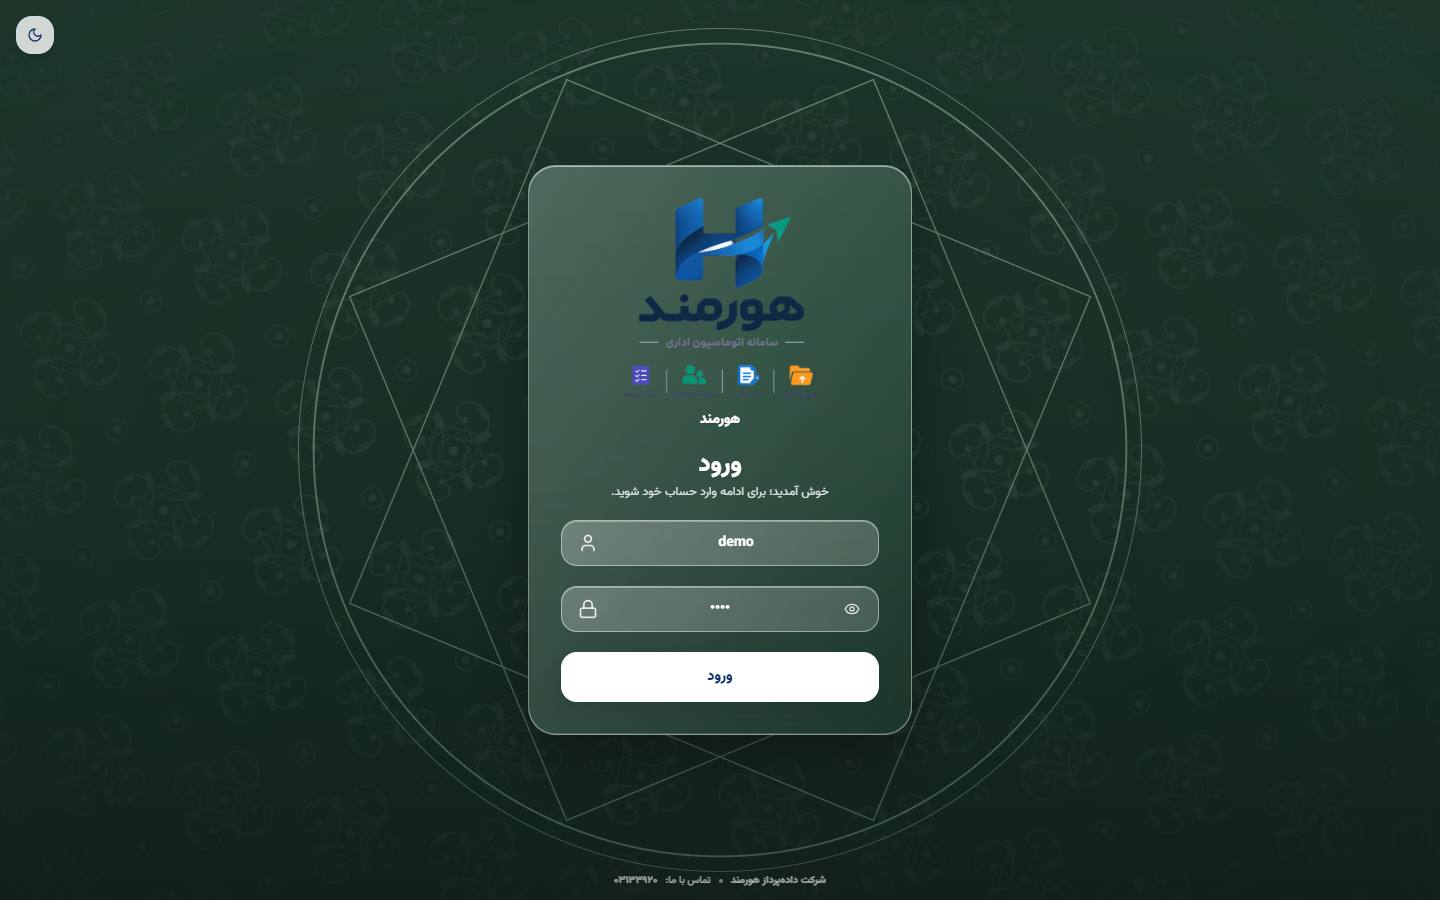 هورمند
سامانه اتوماسیون اداری
هورمند
ورود
خوش آمدید؛ برای ادامه وارد حساب خود شوید.
demo
••••
ورود
شرکت داده‌پرداز هورمند • تماس با ما: ۰۳۱۳۳۹۲۰